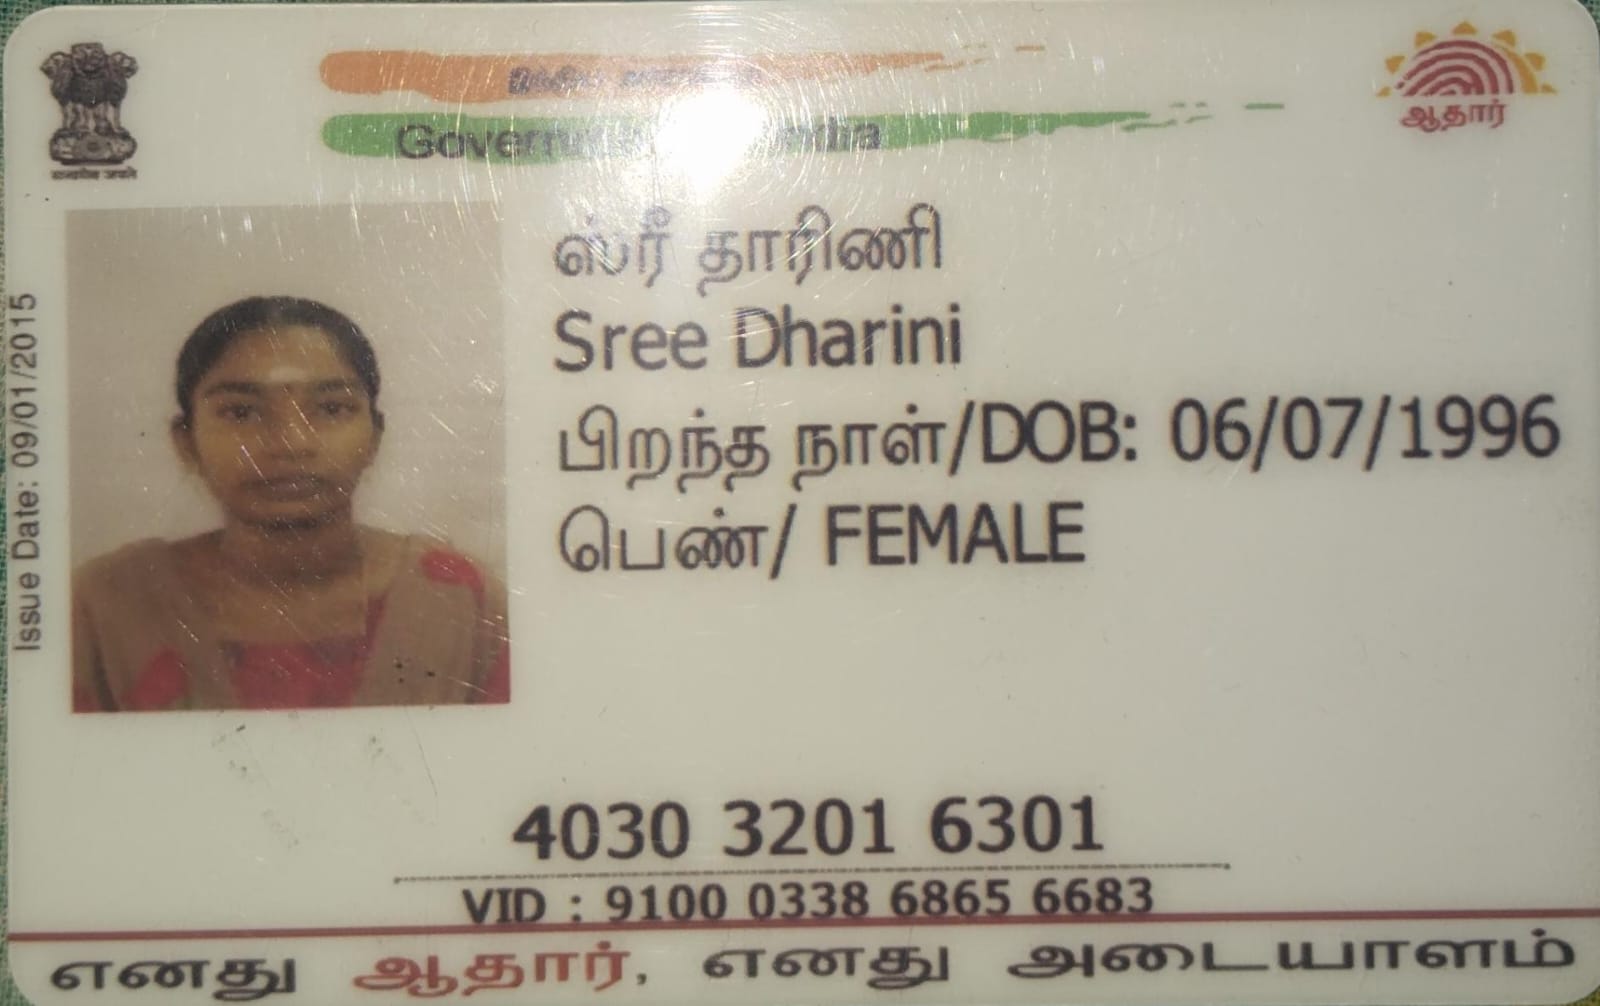 Issue Date: 09/01/2015
ஆதார்
ஸ்ரீ தாரிணி
Sree Dharini
பிறந்த நாள்/DOB: 06/07/1996
பெண்/ FEMALE
4030 3201 6301
VID : 9100 0338 6865 6683
எனது ஆதார், எனது அடையாளம்